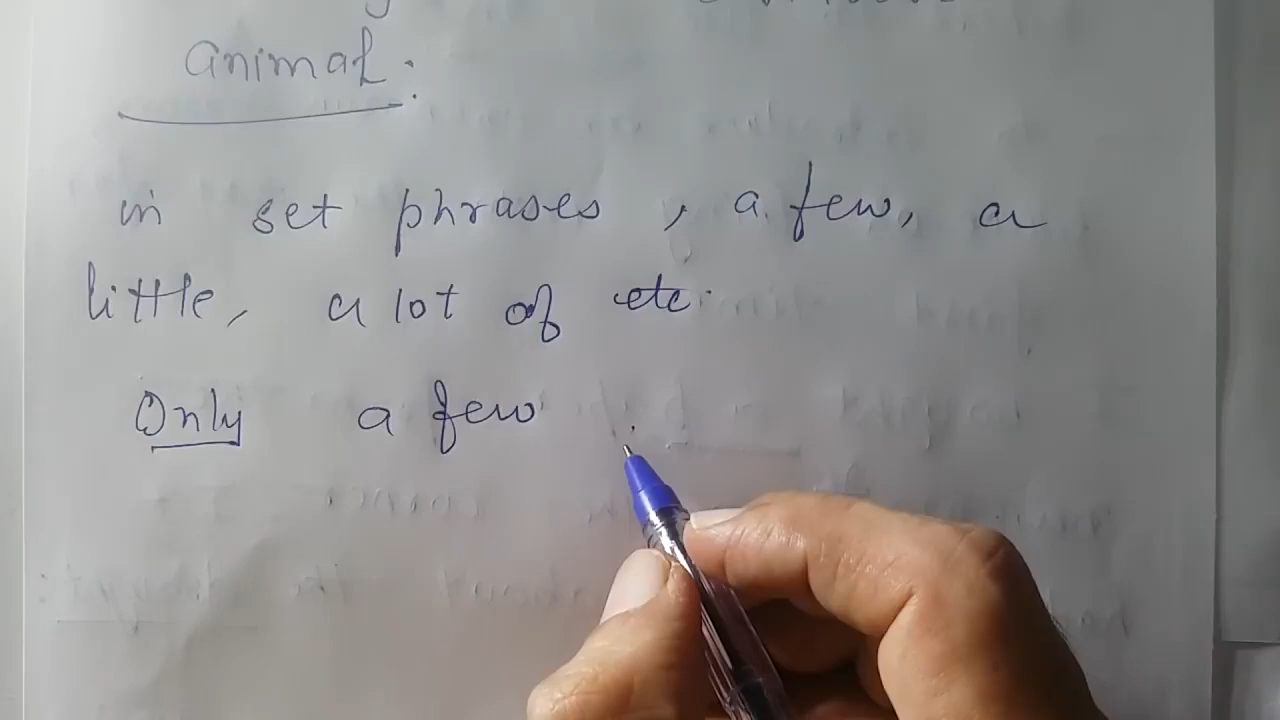 animal.
in set phrases, a few, a
little, a lot of etc.
Only a few